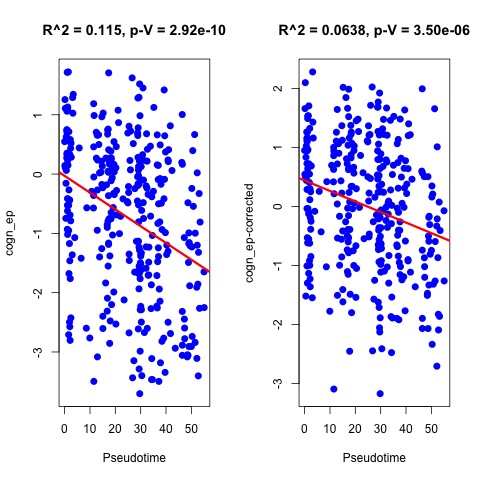 R^2 = 0.115, p-V = 2.92e-10
cogn_ep
1
0
-1
-2
-3
0 10 20 30 40 50
Pseudotime
R^2 = 0.0638, p-V = 3.50e-06
cogn_ep-corrected
2
1
0
-1
-2
-3
0 10 20 30 40 50
Pseudotime